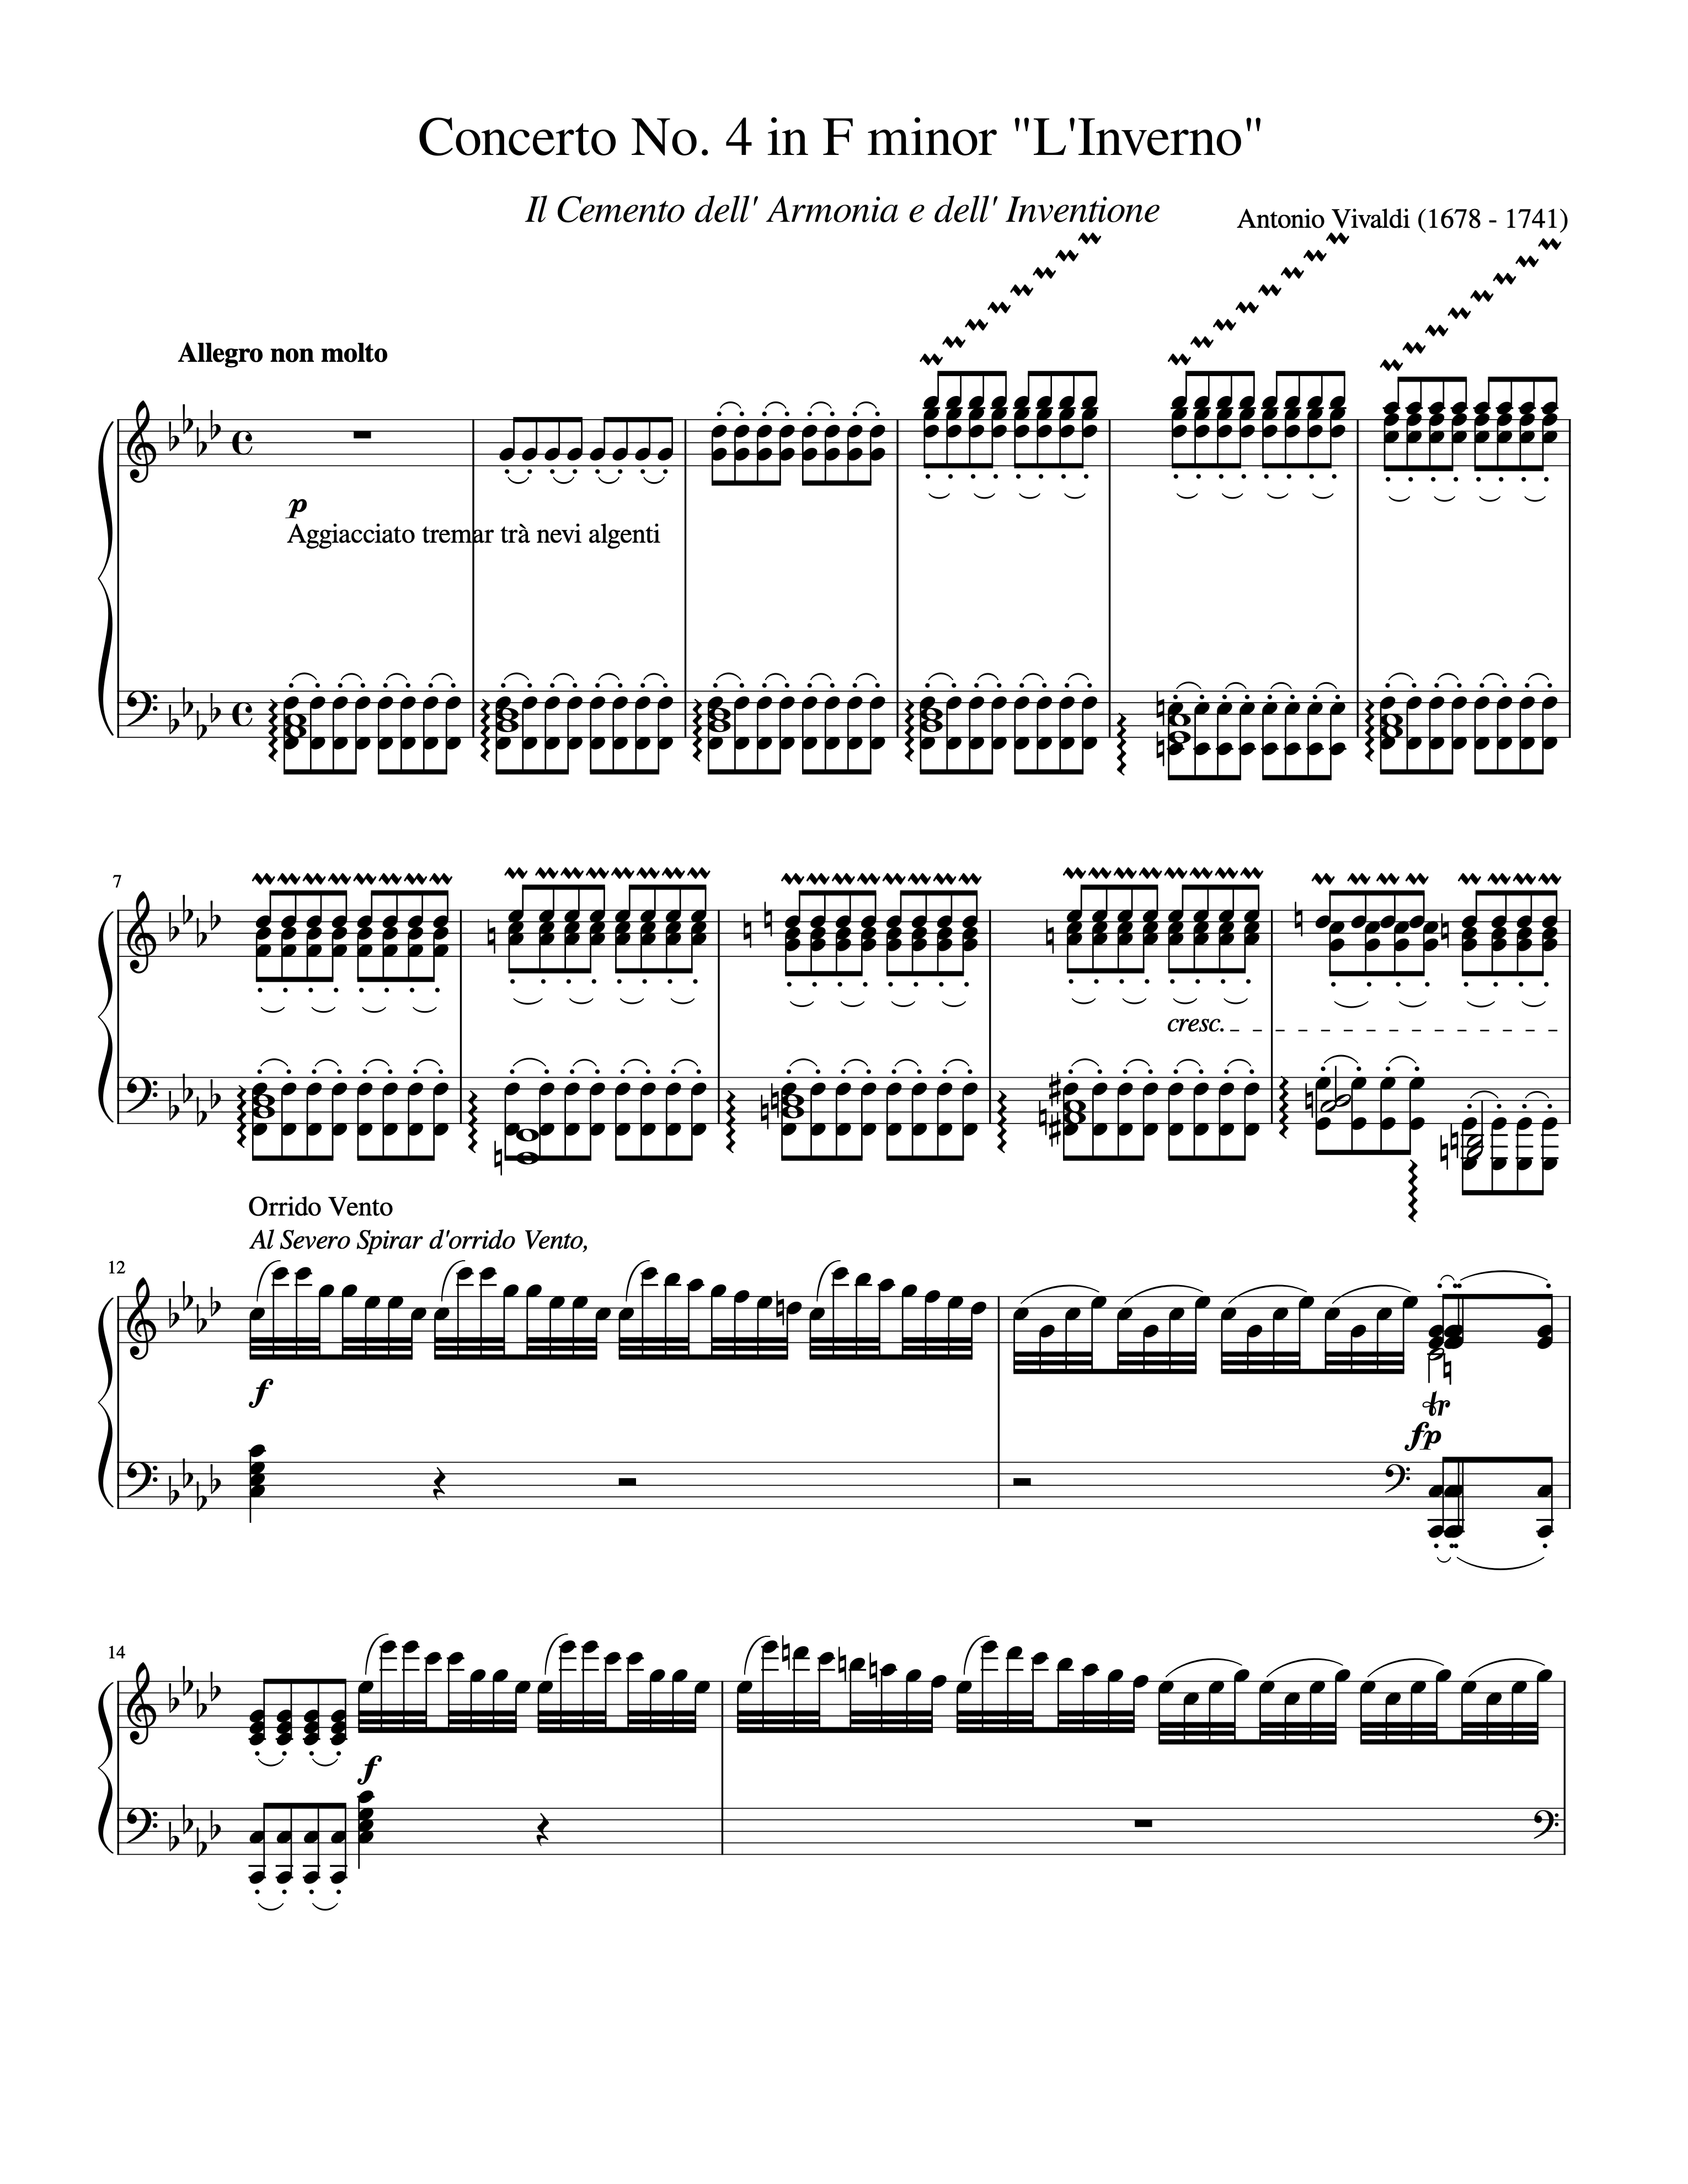 Concerto No. 4 in F minor "L'Inverno"
Il Cemento dell' Armonia e dell' Inventione
Antonio Vivaldi (1678 - 1741)
Allegro non molto
p
Aggiacciato tremar trà nevi algenti
7
cresc.
Orrido Vento
Al Severo Spirar d'orrido Vento,
12
f
tr
fp
14
f